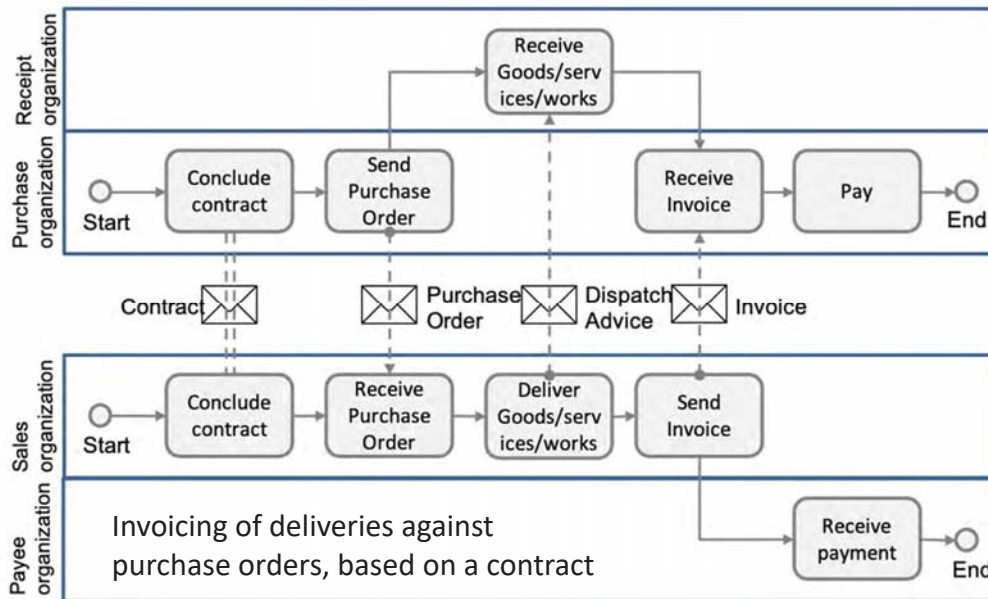 Receipt
organization
Receive
Goods/serv
ices/works
Purchase
organization
Start
Conclude
contract
Send
Purchase
Order
Receive
Invoice
Pay
End
Contract
Purchase
Order
Dispatch
Advice
Invoice
Sales
organization
Start
Conclude
contract
Receive
Purchase
Order
Deliver
Goods/serv
ices/works
Send
Invoice
Payee
organization
Invoicing of deliveries against
purchase orders, based on a contract
Receive
payment
End